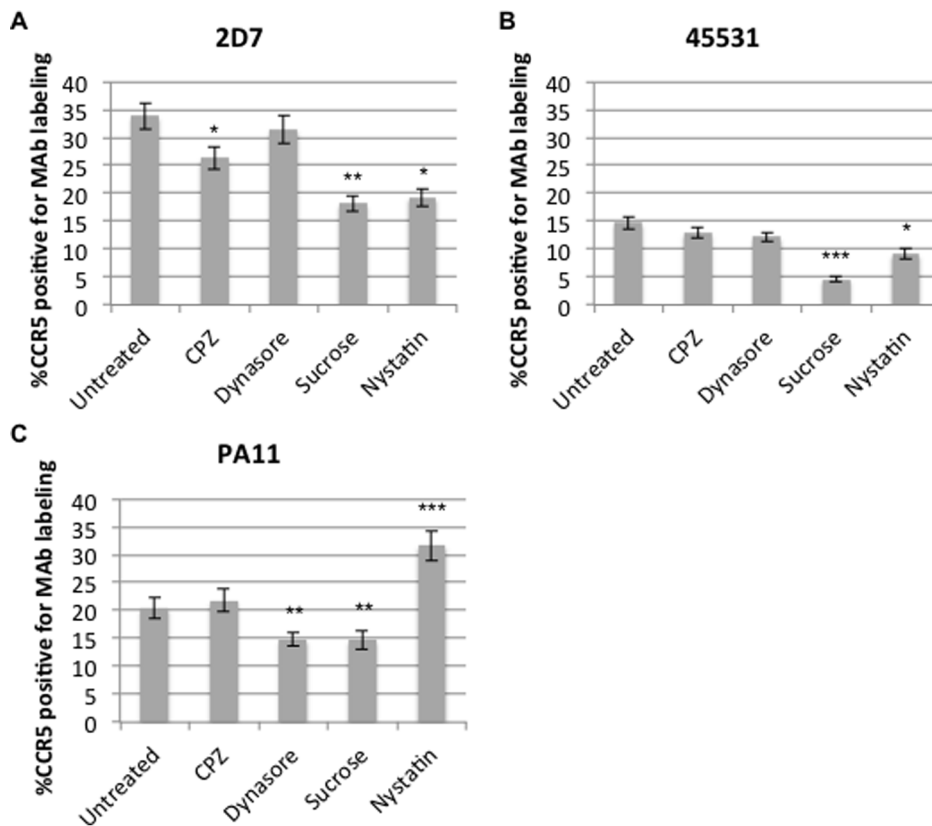 A
2D7
%CCR5 positive for MAb labeling
40
35
30
25
20
15
10
5
0
*
**
*
Untreated
CPZ
Dynasore
Sucrose
Nystatin
B
45531
%CCR5 positive for MAb labeling
40
35
30
25
20
15
10
5
0
***
*
Untreated
CPZ
Dynasore
Sucrose
Nystatin
C
PA11
%CCR5 positive for MAb labeling
40
35
30
25
20
15
10
5
0
**
**
***
Untreated
CPZ
Dynasore
Sucrose
Nystatin